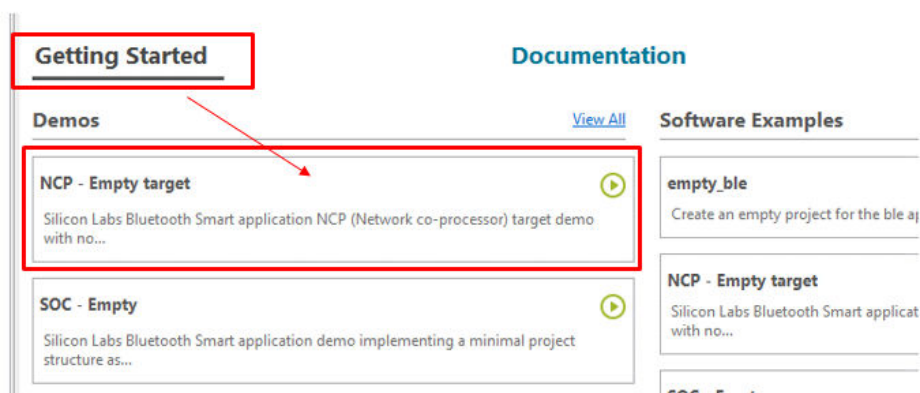 Getting Started
Documentation
Demos
View All
NCP - Empty target
Silicon Labs Bluetooth Smart application NCP (Network co-processor) target demo
with no...
SOC - Empty
Silicon Labs Bluetooth Smart application demo implementing a minimal project
structure as...
Software Examples
empty_ble
Create an empty project for the ble
NCP - Empty target
Silicon Labs Bluetooth Smart
with no...